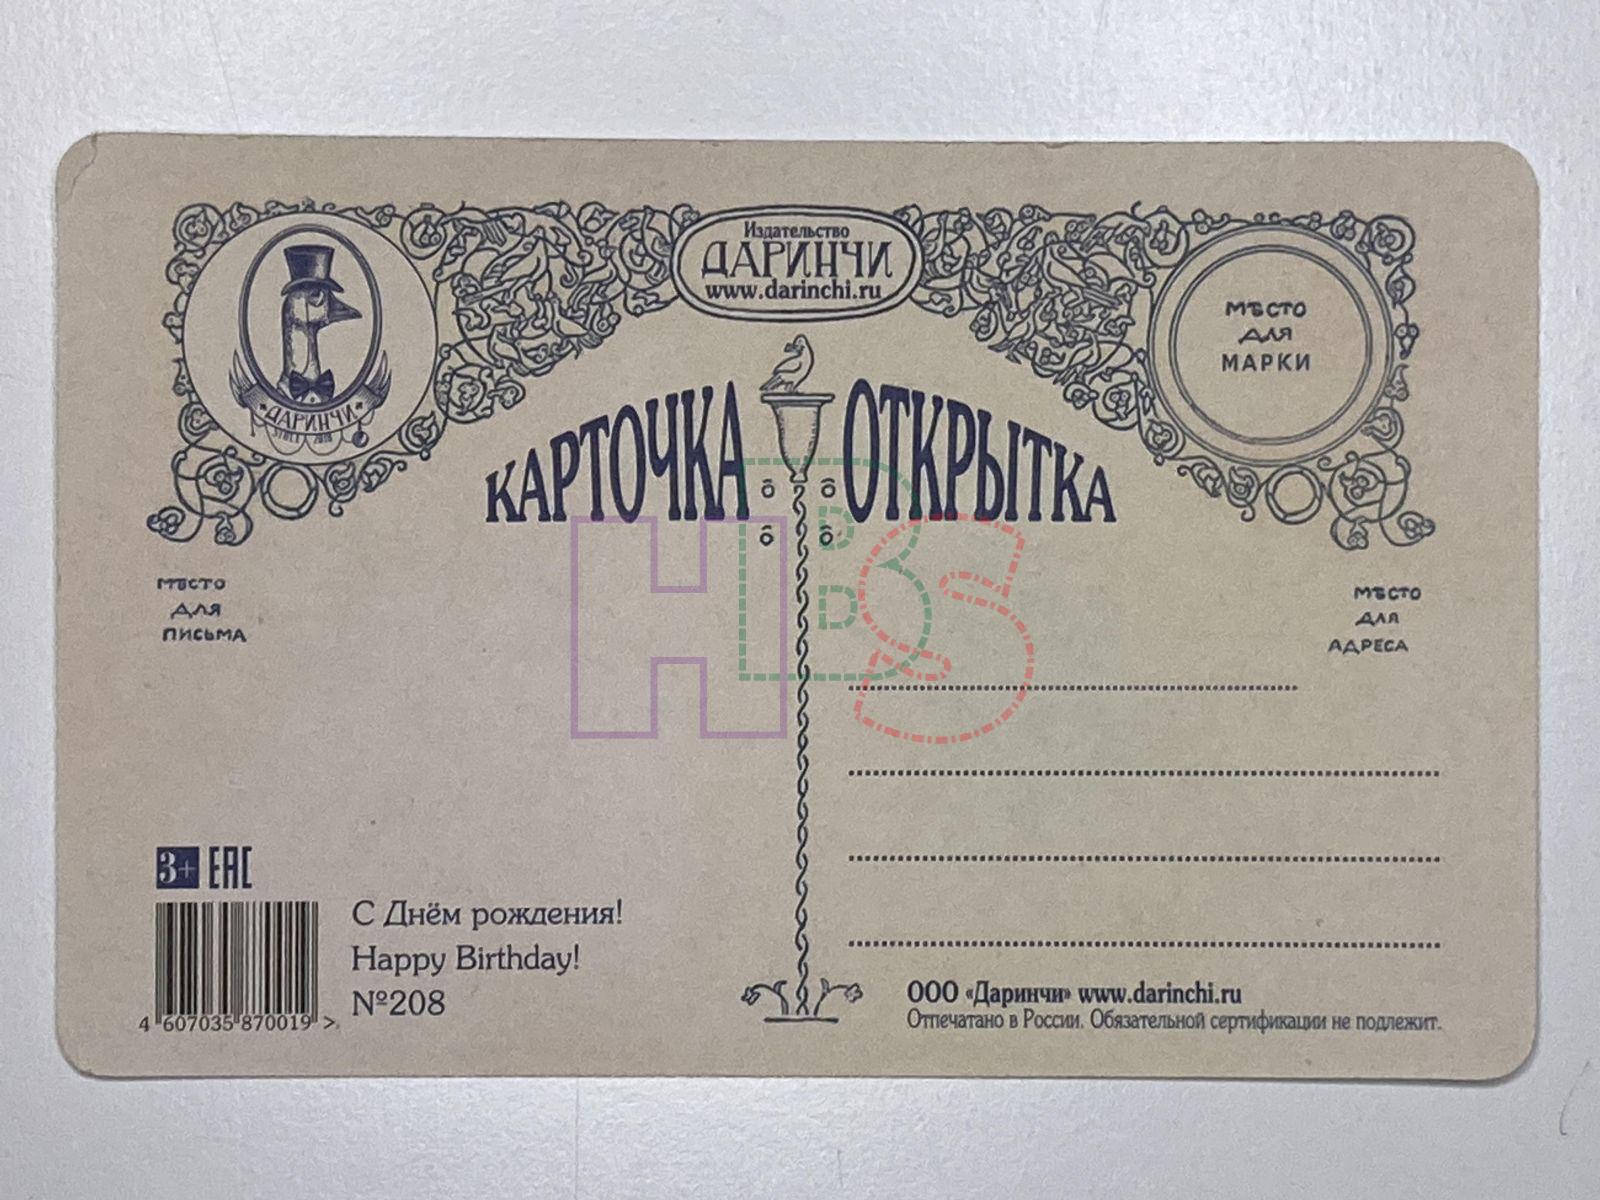 Издательство
ДАРИНЧИ
www.darinchi.ru
ДАРИНЧИ
МѢСТО
ДЛЯ
МАРКИ
КАРТОЧКА ОТКРЫТКА
МѢСТО
ДЛЯ
ПИСЬМА
МѢСТО
ДЛЯ
АДРЕСА
HBS
3+ EAC
4 607035 870019 >
С Днём рождения!
Happy Birthday!
№208
ООО «Даринчи» www.darinchi.ru
Отпечатано в России. Обязательной сертификации не подлежит.